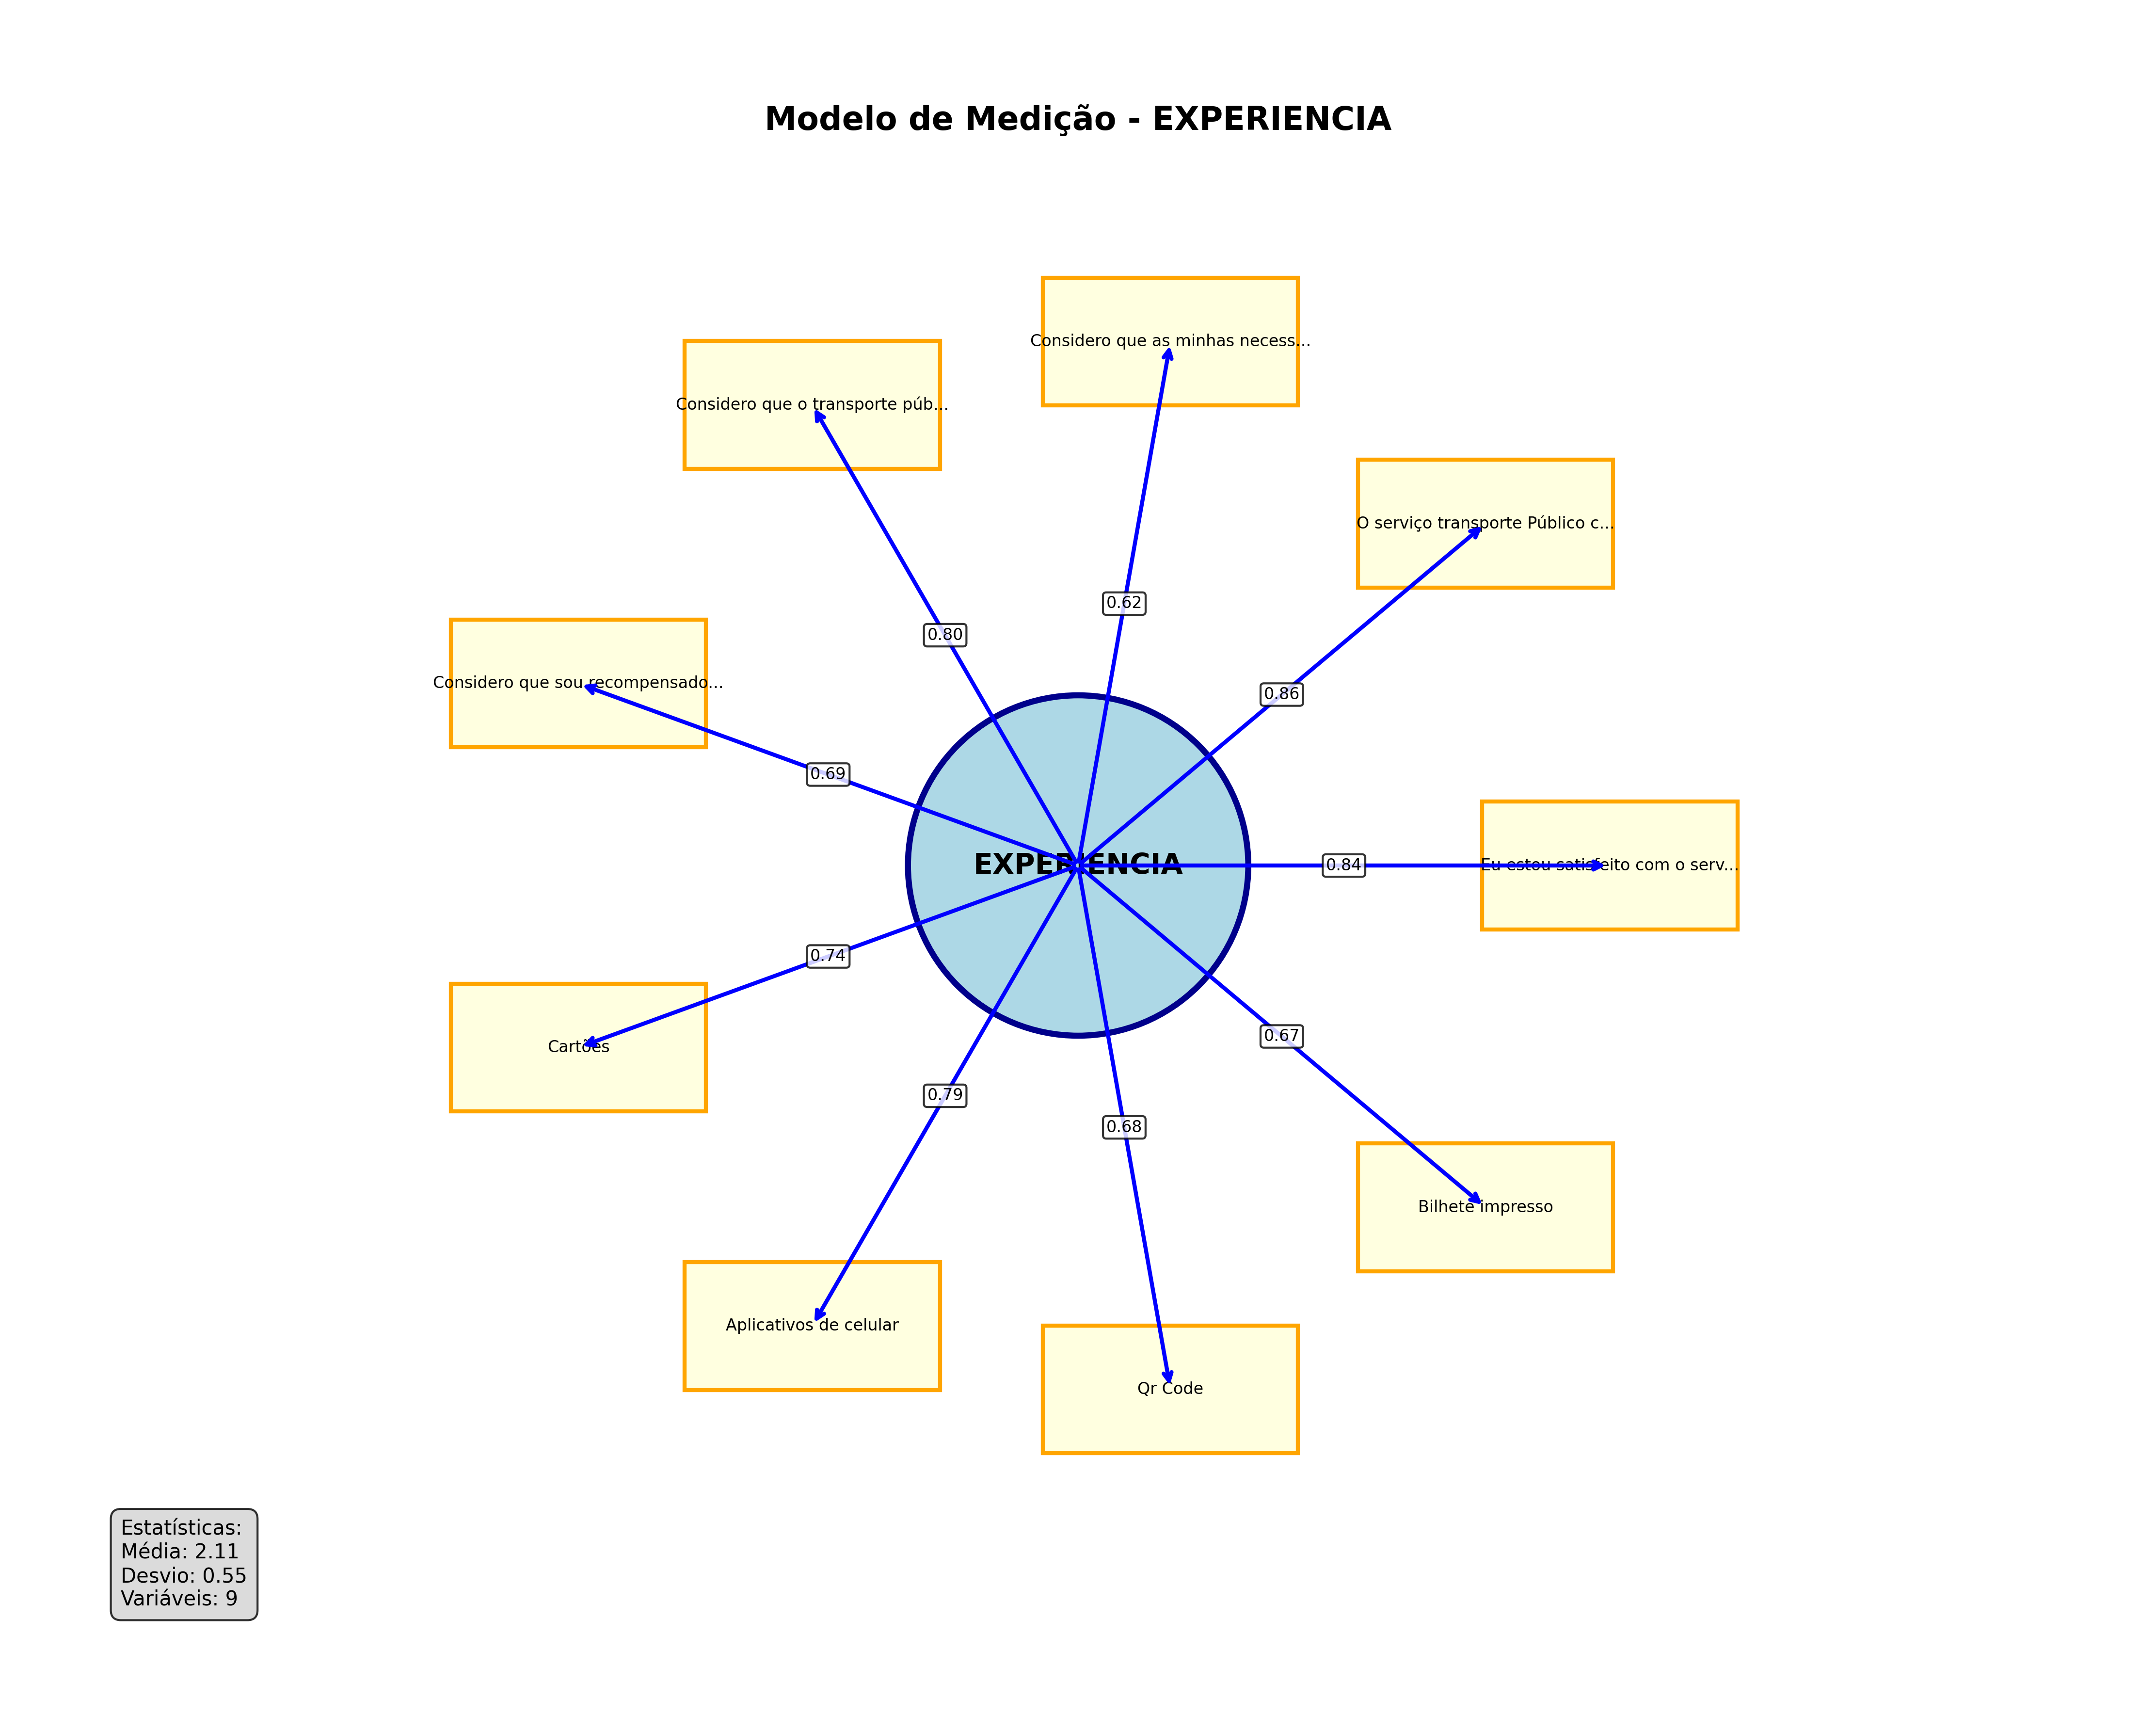 Modelo de Medição - EXPERIENCIA
Considero que as minhas necess...
Considero que o transporte púb...
O serviço transporte Público c...
0.62
0.80
Considero que sou recompensado...
0.86
0.69
EXPERIENCIA
0.84
Eu estou satisfeito com o serv...
0.74
Cartões
0.67
0.79
0.68
Bilhete impresso
Aplicativos de celular
Qr Code
Estatísticas:
Média: 2.11
Desvio: 0.55
Variáveis: 9